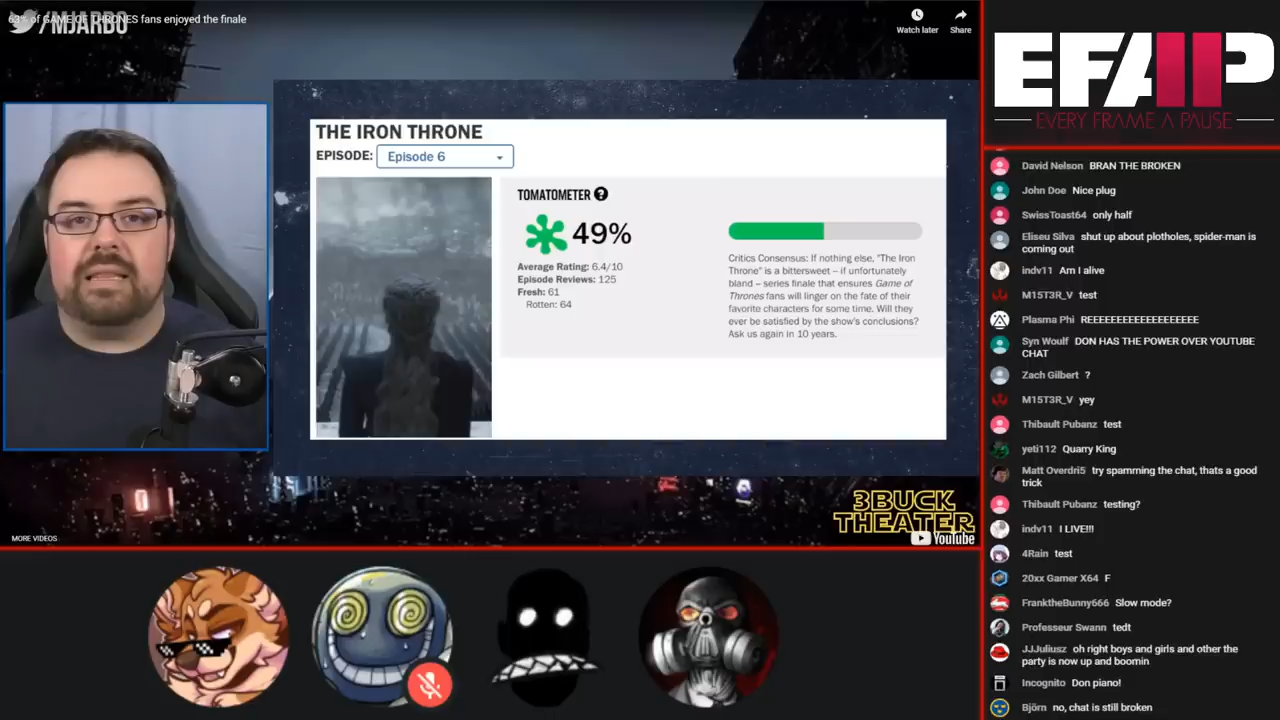 63% of GAME OF THRONES fans enjoyed the finale
/MJARBO
Watch later
Share
THE IRON THRONE
EPISODE: Episode 6
TOMATOMETER ?
49%
Average Rating: 6.4/10
Episode Reviews: 125
Fresh: 61
Rotten: 64
Critics Consensus: If nothing else, "The Iron
Throne" is a bittersweet – if unfortunately
bland – series finale that ensures Game of
Thrones fans will linger on the fate of their
favorite characters for some time. Will they
ever be satisfied by the show's conclusions?
Ask us again in 10 years.
3BUCK
THEATER
YouTube
MORE VIDEOS
EFAP
EVERY FRAME A PAUSE
David Nelson BRAN THE BROKEN
John Doe Nice plug
SwissToast64 only half
Eliseu Silva shut up about plotholes, spider-man is
coming out
indv11 Am I alive
M15T3R_V test
Plasma Phi REEEEEEEEEEEEEEEEEEE
Syn Woulf DON HAS THE POWER OVER YOUTUBE
CHAT
Zach Gilbert ?
M15T3R_V yey
Thibault Pubanz test
yeti112 Quarry King
Matt Overdri5 try spamming the chat, thats a good
trick
Thibault Pubanz testing?
indv11 I LIVE!!!
4Rain test
20xx Gamer X64 F
FranktheBunny666 Slow mode?
Professeur Swann tedt
JJJuliusz oh right boys and girls and other the
party is now up and boomin
Incognito Don piano!
Björn no, chat is still broken